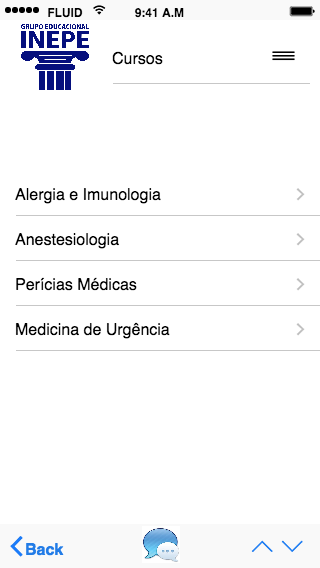 FLUID 9:41 A.M
GRUPO EDUCACIONAL
INEPE
Cursos
Alergia e Imunologia
Anestesiologia
Perícias Médicas
Medicina de Urgência
Back